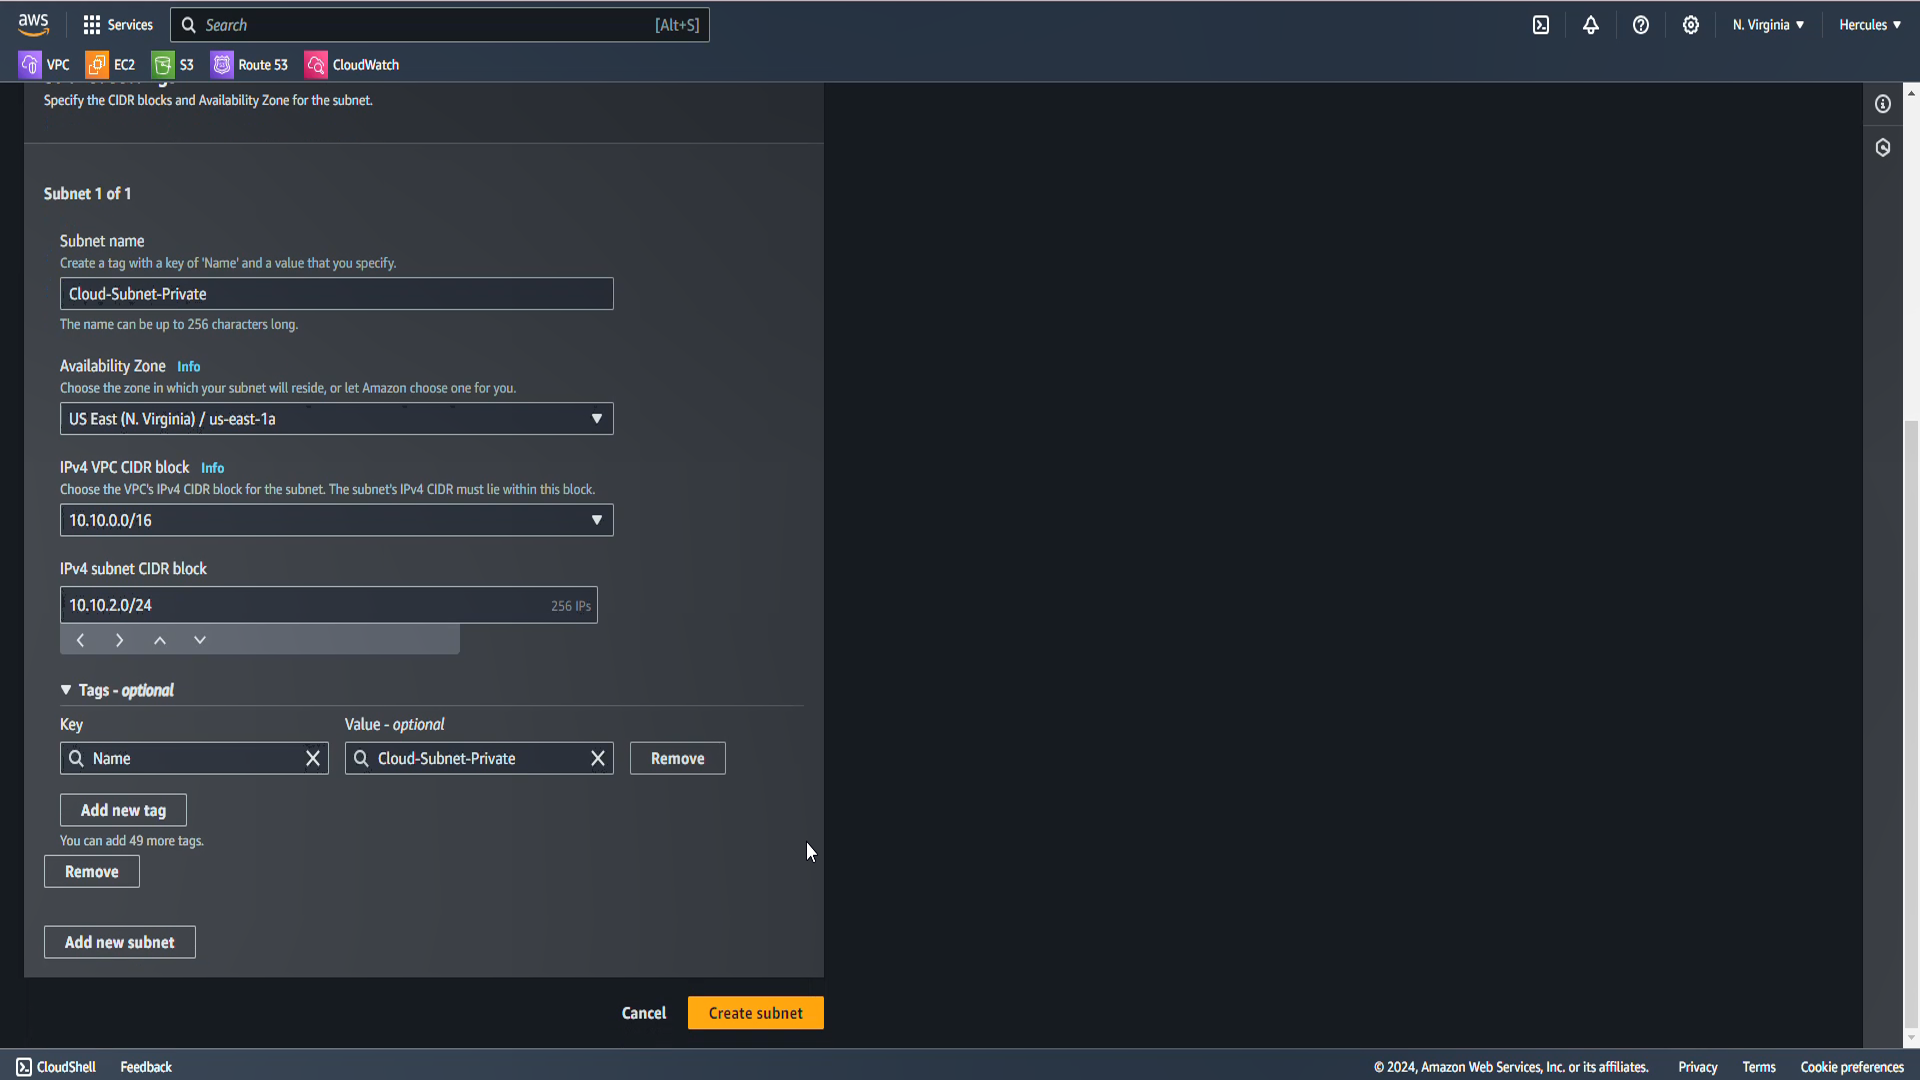 aws
Services
Search
[Alt+S]
N. Virginia
Hercules
VPC
EC2
S3
Route 53
CloudWatch
Specify the CIDR blocks and Availability Zone for the subnet.
Subnet 1 of 1
Subnet name
Create a tag with a key of 'Name' and a value that you specify.
Cloud-Subnet-Private
The name can be up to 256 characters long.
Availability Zone Info
Choose the zone in which your subnet will reside, or let Amazon choose one for you.
US East (N. Virginia) / us-east-1a
IPv4 VPC CIDR block Info
Choose the VPC's IPv4 CIDR block for the subnet. The subnet's IPv4 CIDR must lie within this block.
10.10.0.0/16
IPv4 subnet CIDR block
10.10.2.0/24
256 IPs
Tags - optional
Key
Value - optional
Name
Cloud-Subnet-Private
Remove
Add new tag
You can add 49 more tags.
Remove
Add new subnet
Cancel
Create subnet
CloudShell
Feedback
© 2024, Amazon Web Services, Inc. or its affiliates.
Privacy
Terms
Cookie preferences